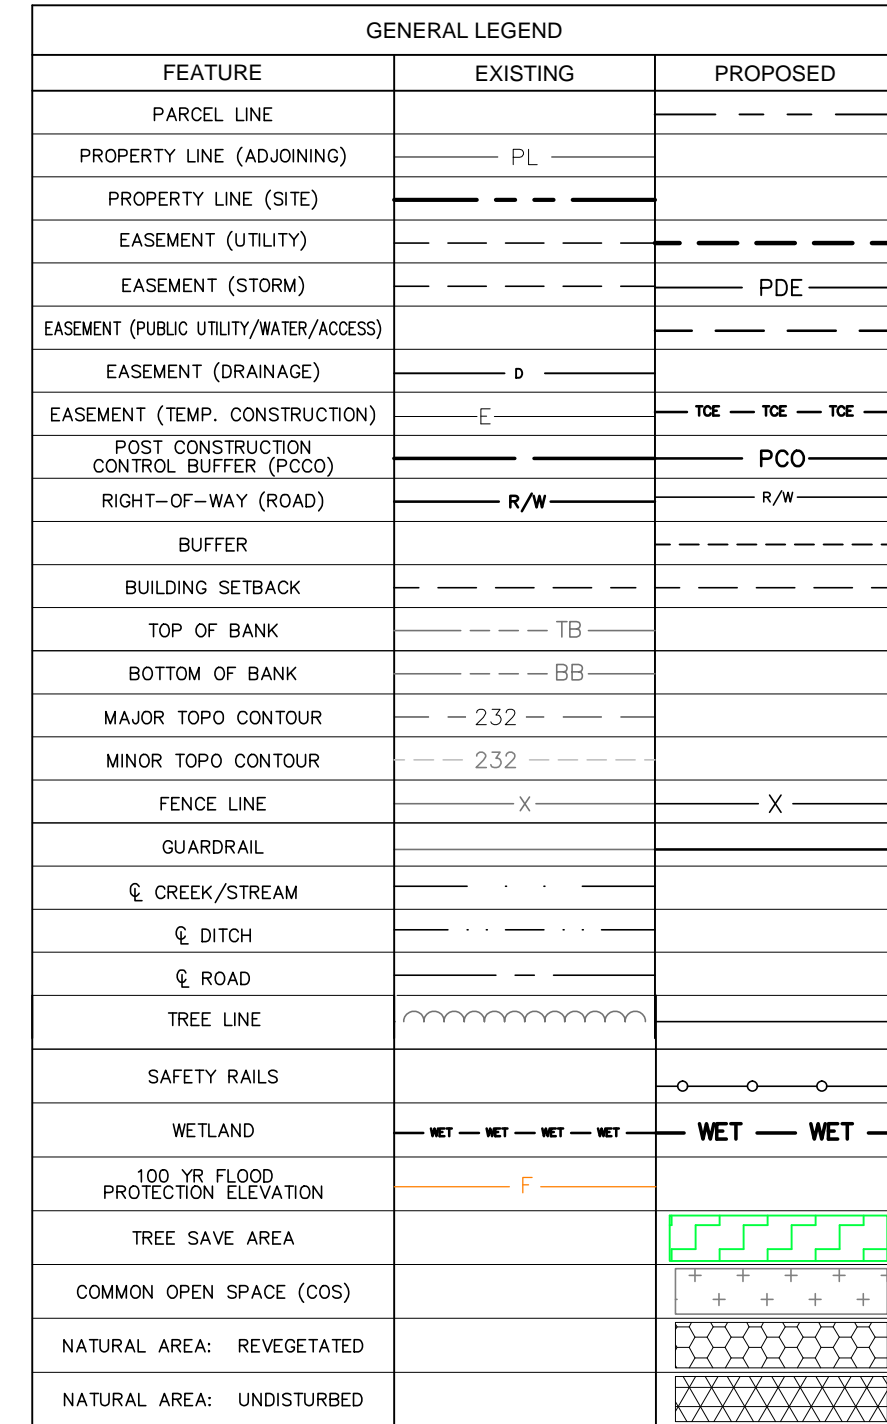 GENERAL LEGEND
FEATURE EXISTING PROPOSED
PARCEL LINE
PROPERTY LINE (ADJOINING) PL
PROPERTY LINE (SITE)
EASEMENT (UTILITY)
EASEMENT (STORM) PDE
EASEMENT (PUBLIC UTILITY/WATER/ACCESS)
EASEMENT (DRAINAGE) D
EASEMENT (TEMP. CONSTRUCTION) E TCE TCE TCE
POST CONSTRUCTION
CONTROL BUFFER (PCCO) PCO
RIGHT-OF-WAY (ROAD) R/W R/W
BUFFER
BUILDING SETBACK
TOP OF BANK TB
BOTTOM OF BANK BB
MAJOR TOPO CONTOUR 232
MINOR TOPO CONTOUR 232
FENCE LINE X X
GUARDRAIL
℄ CREEK/STREAM
℄ DITCH
℄ ROAD
TREE LINE
SAFETY RAILS
WETLAND WET WET WET WET WET WET
100 YR FLOOD
PROTECTION ELEVATION F
TREE SAVE AREA
COMMON OPEN SPACE (COS)
NATURAL AREA: REVEGETATED
NATURAL AREA: UNDISTURBED